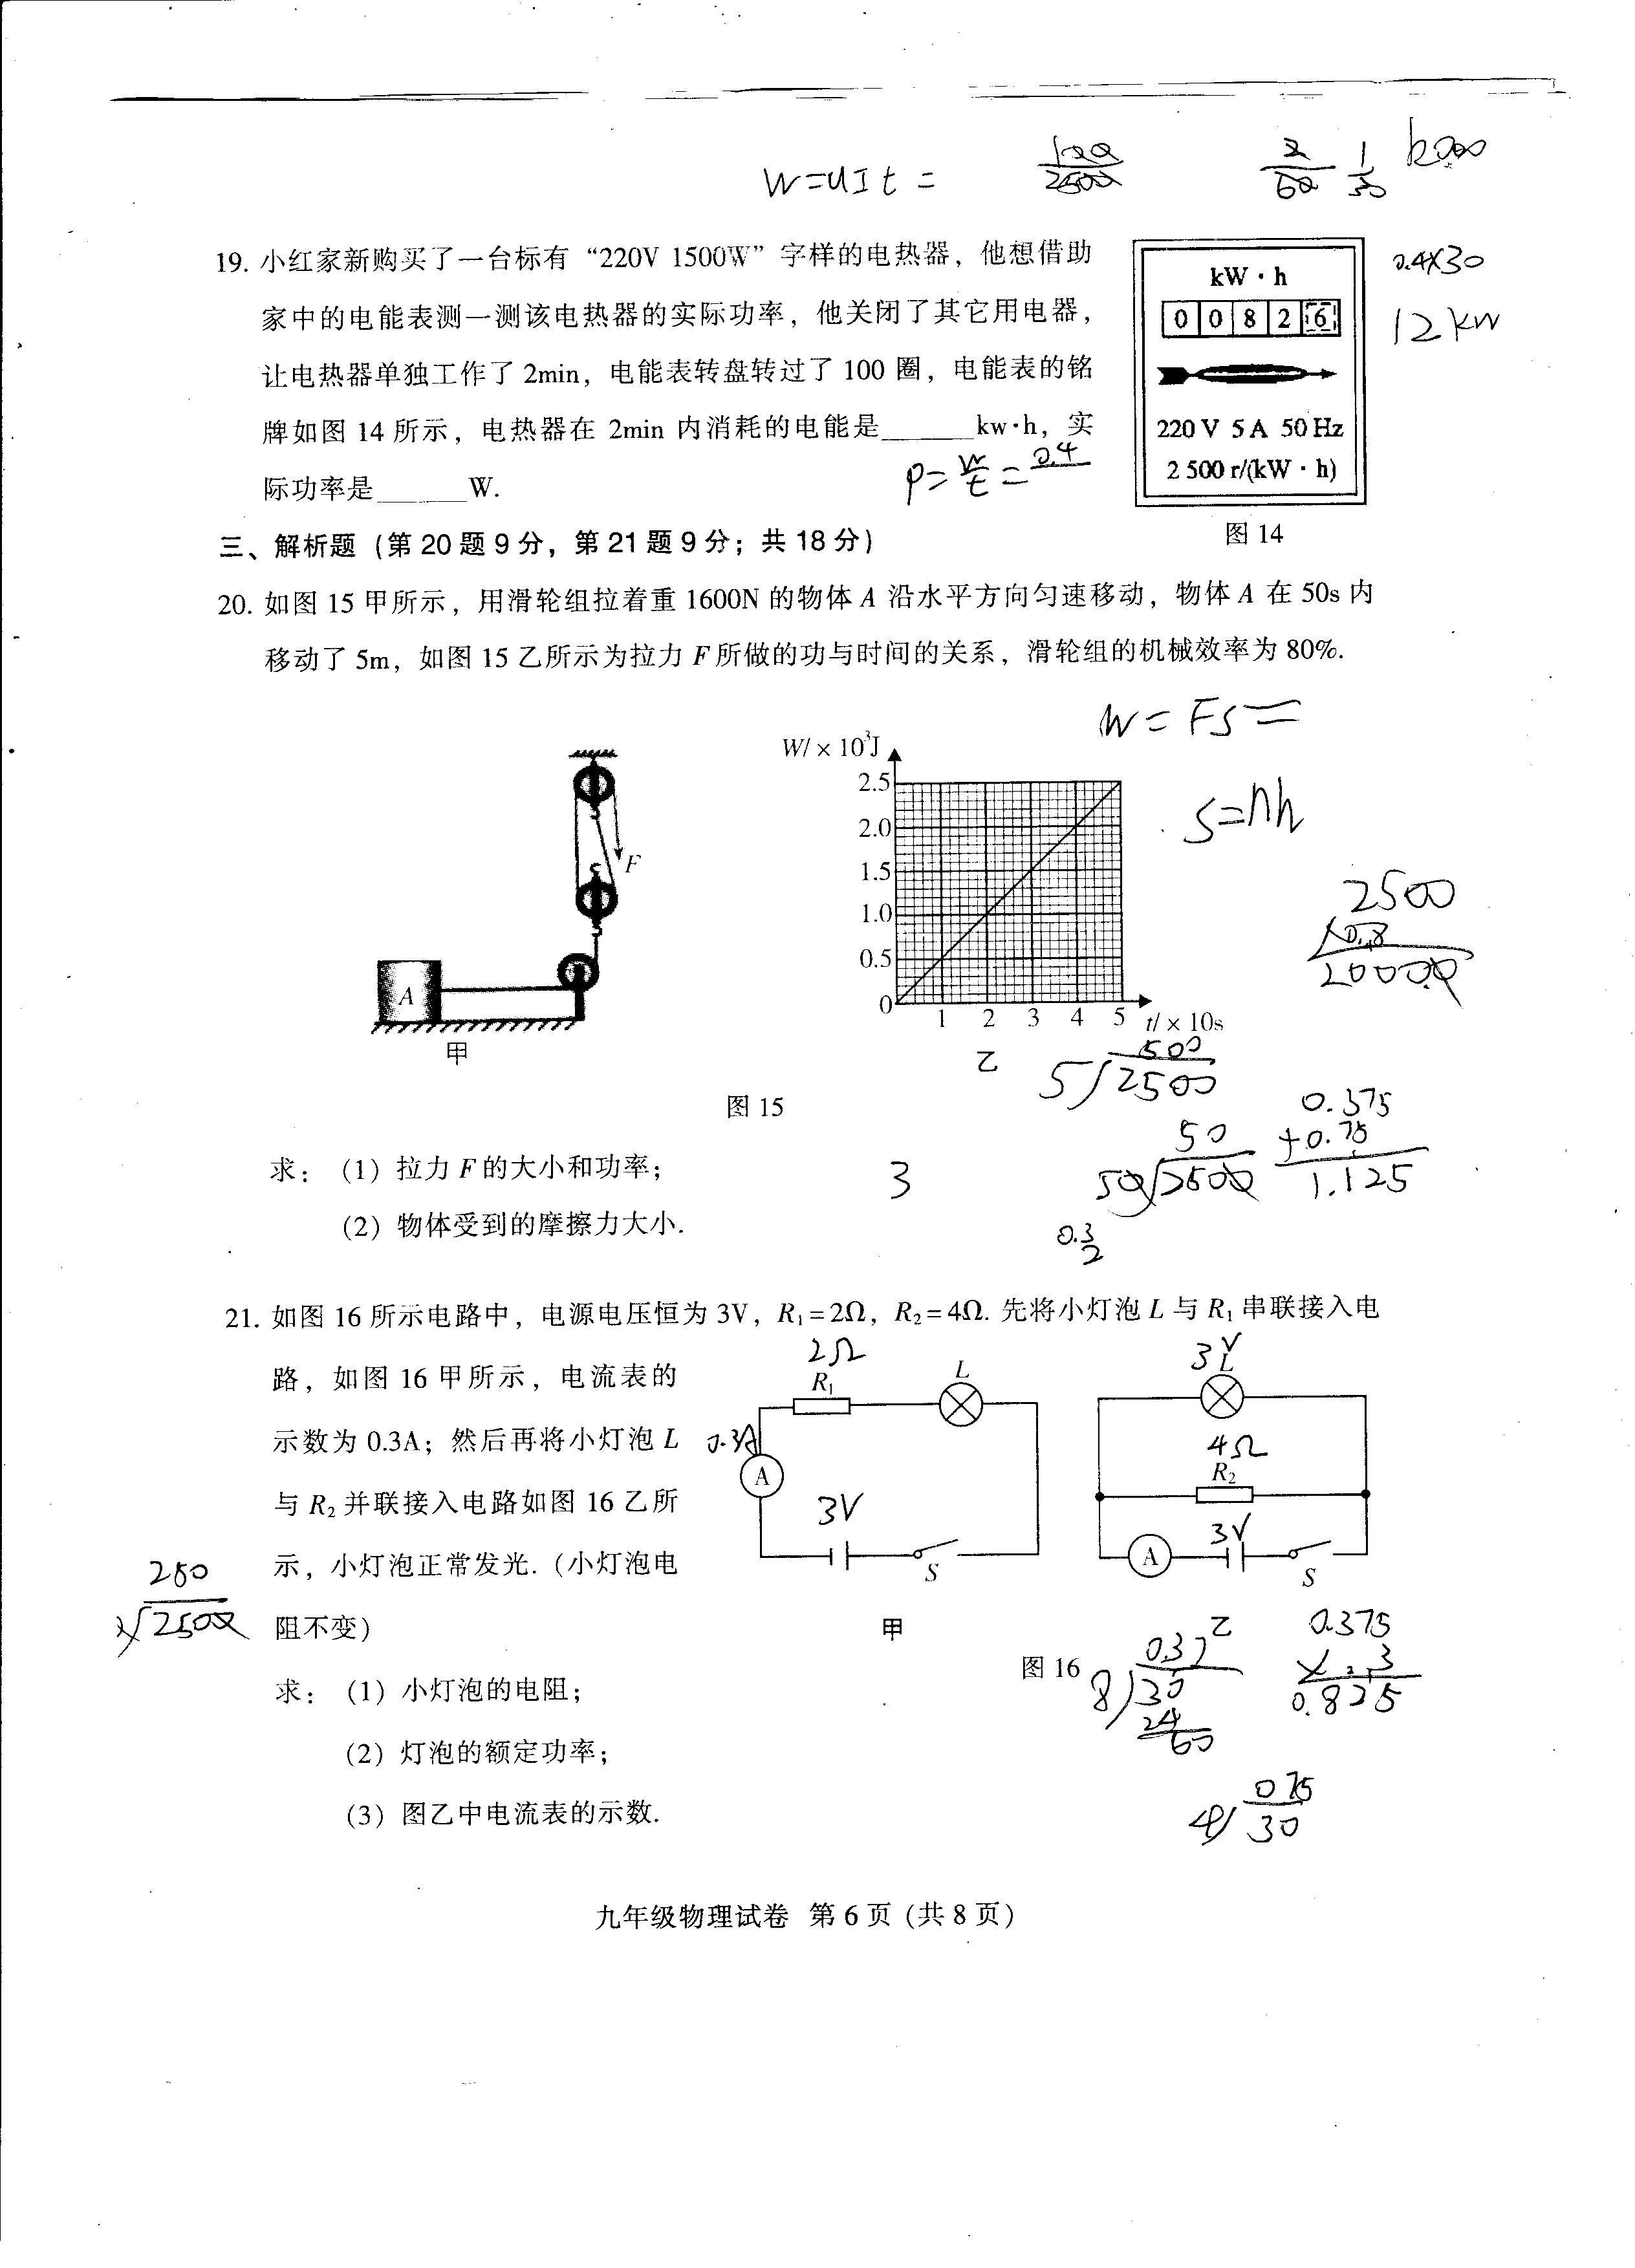 W=UIt =
100
2500
2
60
1
30
12000
19. 小红家新购买了一台标有“220V 1500W”字样的电热器，他想借助
家中的电能表测一测该电热器的实际功率，他关闭了其它用电器，
让电热器单独工作了 2min，电能表转盘转过了 100 圈，电能表的铭
牌如图 14 所示，电热器在 2min 内消耗的电能是______kw·h，实
际功率是______W.
P=W/t=0.4
kW·h
0 0 8 2 6
220 V 5 A 50 Hz
2 500 r/(kW·h)
图 14
0.4×30
12kw
三、解析题（第 20 题 9 分，第 21 题 9 分；共 18 分）
20. 如图 15 甲所示，用滑轮组拉着重 1600N 的物体 A 沿水平方向匀速移动，物体 A 在 50s 内
移动了 5m，如图 15 乙所示为拉力 F 所做的功与时间的关系，滑轮组的机械效率为 80%.
W=FS=
S=nh
F
A
甲
W/×10³J
2.5
2.0
1.5
1.0
0.5
0
1 2 3 4 5 t/×10s
乙
图 15
2500
×0.8
20000
500
5 2500
50
50 2500
0.375
+0.75
1.125
求：（1）拉力 F 的大小和功率；
3
（2）物体受到的摩擦力大小.
0.3
2
21. 如图 16 所示电路中，电源电压恒为 3V，R₁=2Ω，R₂=4Ω. 先将小灯泡 L 与 R₁ 串联接入电
路，如图 16 甲所示，电流表的
示数为 0.3A；然后再将小灯泡 L
与 R₂ 并联接入电路如图 16 乙所
示，小灯泡正常发光.（小灯泡电
阻不变）
2Ω
R₁
L
0.3A
A
3V
S
甲
3V
L
4Ω
R₂
3V
A
S
乙
图 16
250
2500
求：（1）小灯泡的电阻；
（2）灯泡的额定功率；
（3）图乙中电流表的示数.
0.37
8 30
24
60
0.375
3
0.825
075
4 30
九年级物理试卷 第 6 页（共 8 页）